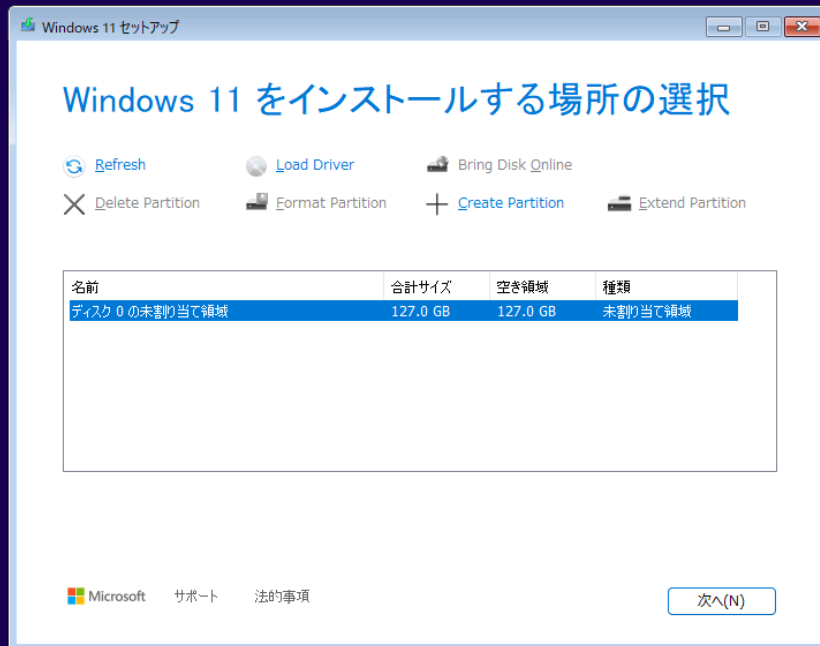 Windows 11 セットアップ
Windows 11 をインストールする場所の選択
Refresh Load Driver Bring Disk Online
Delete Partition Format Partition Create Partition Extend Partition
名前 合計サイズ 空き領域 種類
ディスク 0 の未割り当て領域 127.0 GB 127.0 GB 未割り当て領域
Microsoft サポート 法的事項 次へ(N)